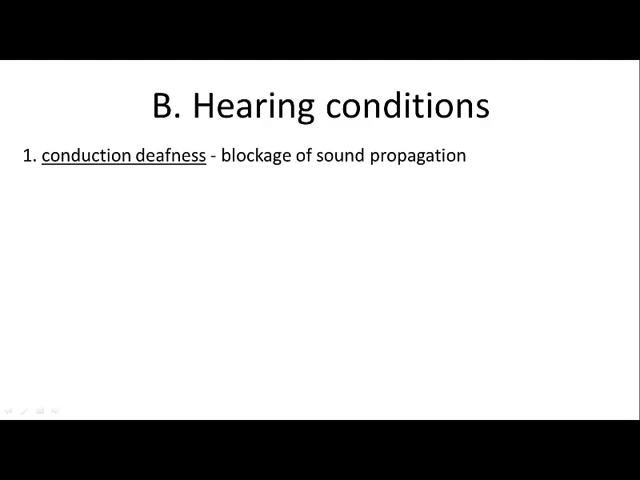 B. Hearing conditions
1. conduction deafness - blockage of sound propagation